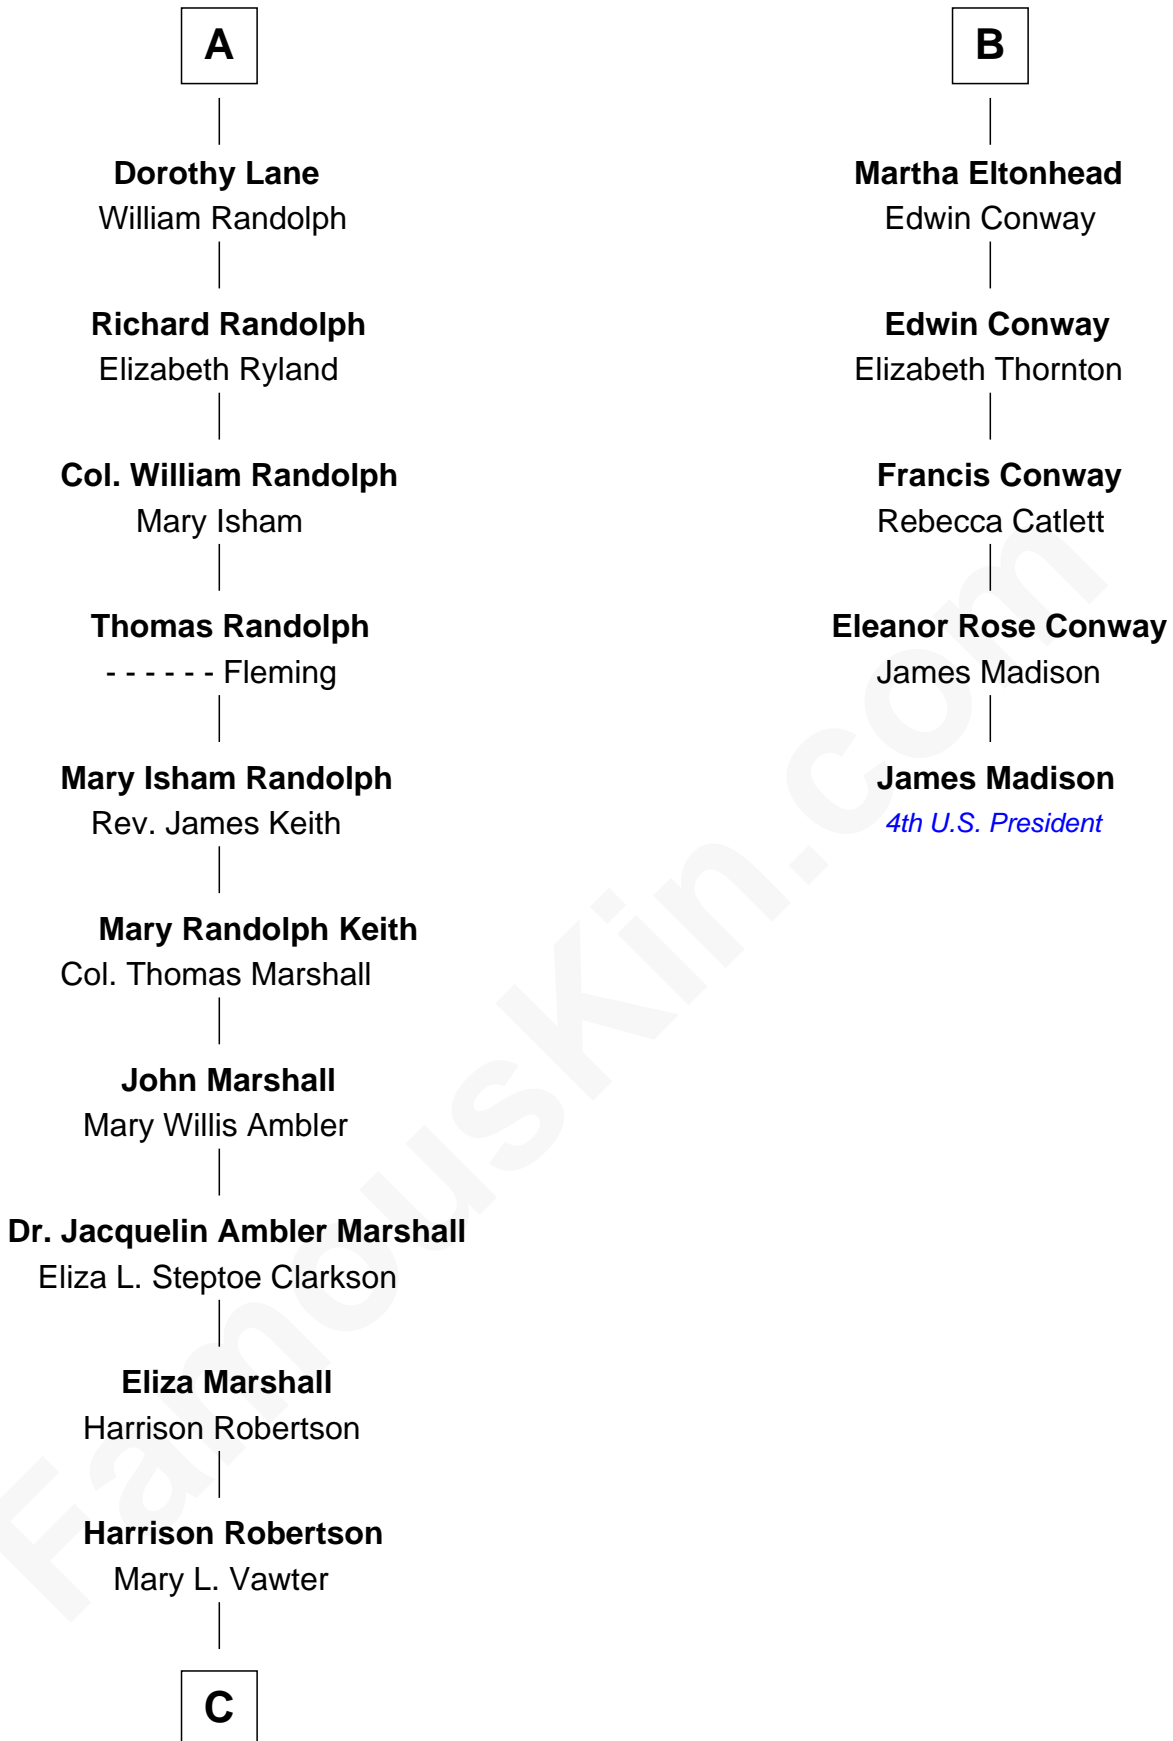 A
Dorothy Lane
William Randolph
Richard Randolph
Elizabeth Ryland
Col. William Randolph
Mary Isham
Thomas Randolph
- - - - - - Fleming
Mary Isham Randolph
Rev. James Keith
Mary Randolph Keith
Col. Thomas Marshall
John Marshall
Mary Willis Ambler
Dr. Jacquelin Ambler Marshall
Eliza L. Steptoe Clarkson
Eliza Marshall
Harrison Robertson
Harrison Robertson
Mary L. Vawter
C
B
Martha Eltonhead
Edwin Conway
Edwin Conway
Elizabeth Thornton
Francis Conway
Rebecca Catlett
Eleanor Rose Conway
James Madison
James Madison
4th U.S. President
FamousKin.com